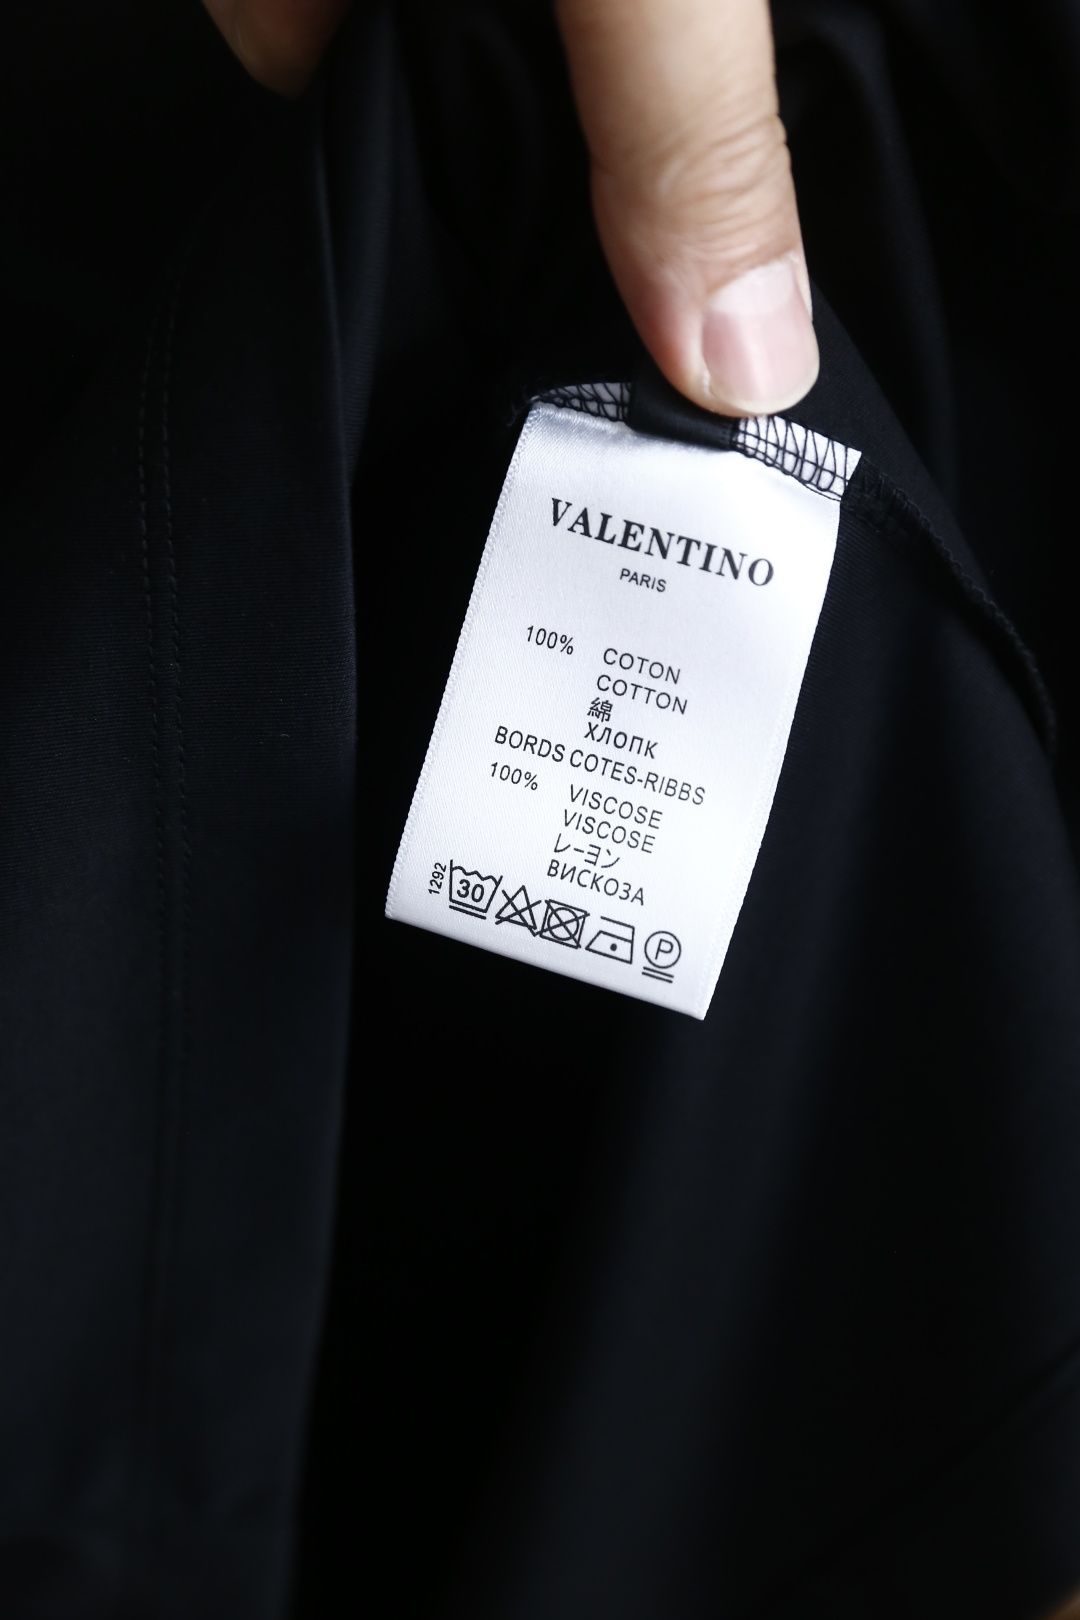 VALENTINO
PARIS
100% COTON
COTTON
綿
ХЛОПК
BORDS COTES-RIBBS
100% VISCOSE
VISCOSE
レーヨン
ВИСКОЗА
1292 30 P